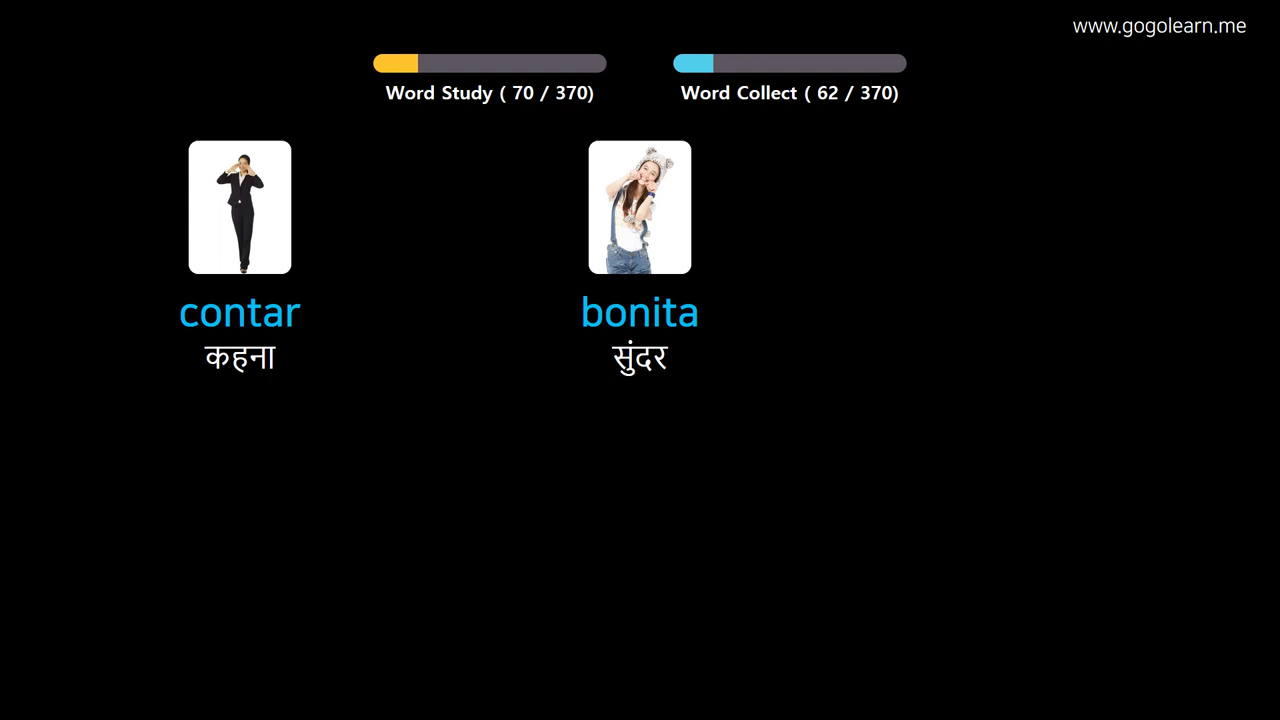 www.gogolearn.me
Word Study ( 70 / 370)
Word Collect ( 62 / 370)
contar
कहना
bonita
सुंदर